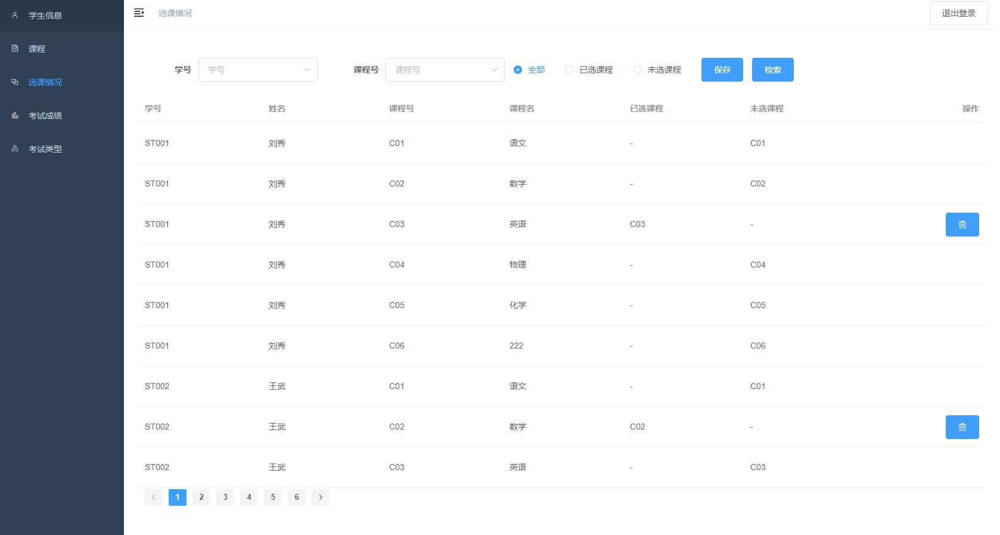 学生信息
课程
选课情况
考试成绩
考试类型
选课情况
退出登录
学号 学号 课程号 课程号 全部 已选课程 未选课程 保存 检索
学号 姓名 课程号 课程名 已选课程 未选课程 操作
ST001 刘秀 C01 语文 - C01
ST001 刘秀 C02 数学 - C02
ST001 刘秀 C03 英语 C03 -
ST001 刘秀 C04 物理 - C04
ST001 刘秀 C05 化学 - C05
ST001 刘秀 C06 222 - C06
ST002 王武 C01 语文 - C01
ST002 王武 C02 数学 C02 -
ST002 王武 C03 英语 - C03
1 2 3 4 5 6